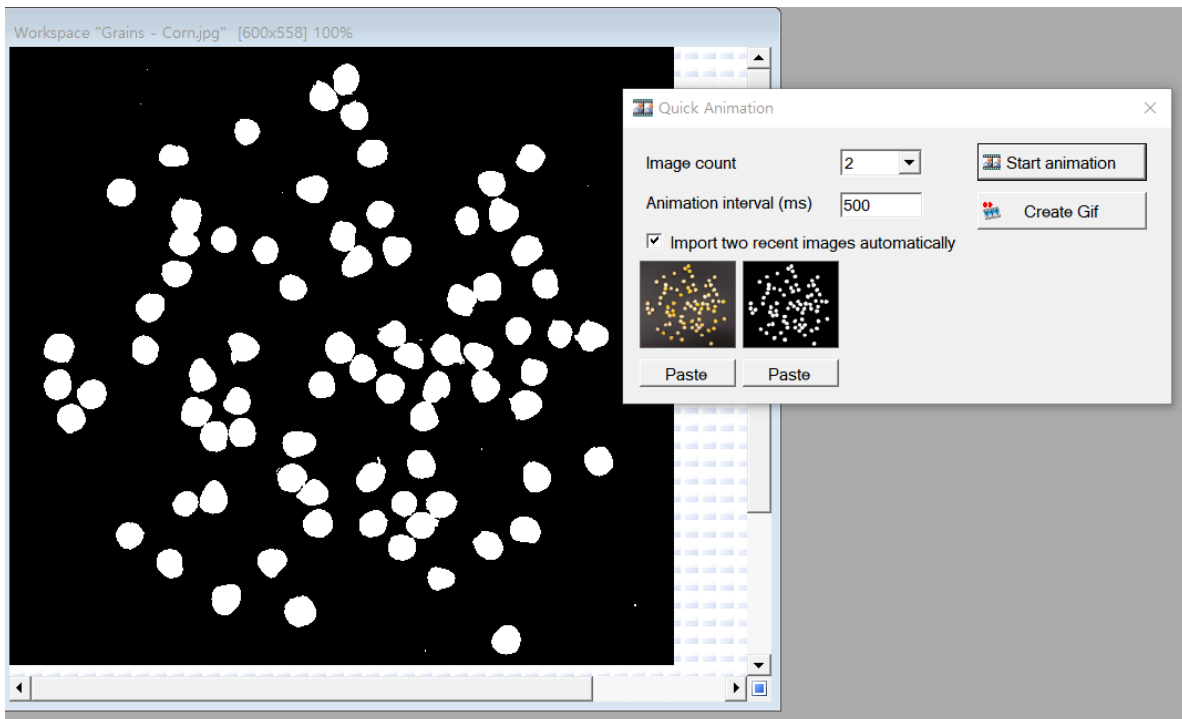 Workspace "Grains - Corn.jpg" [600x558] 100%
Quick Animation
Image count
2
Start animation
Animation interval (ms)
500
Create Gif
Import two recent images automatically
Paste
Paste